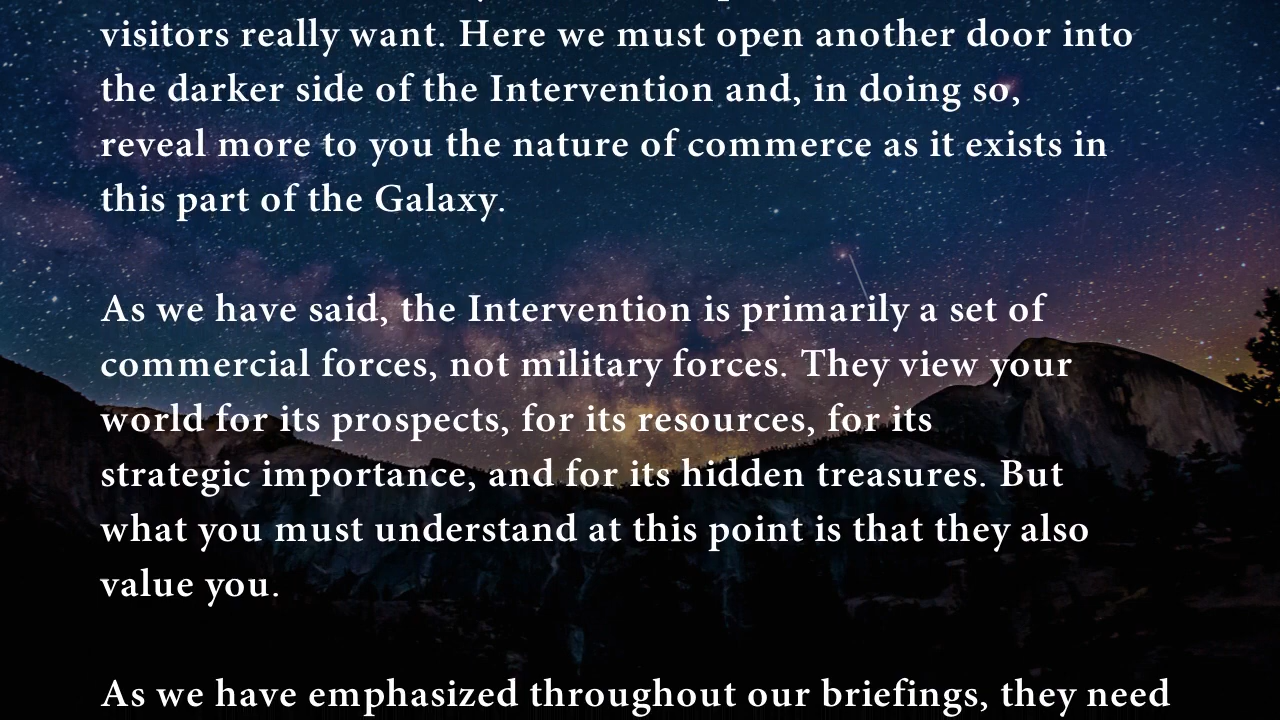 visitors really want. Here we must open another door into
the darker side of the Intervention and, in doing so,
reveal more to you the nature of commerce as it exists in
this part of the Galaxy.
As we have said, the Intervention is primarily a set of
commercial forces, not military forces. They view your
world for its prospects, for its resources, for its
strategic importance, and for its hidden treasures. But
what you must understand at this point is that they also
value you.
As we have emphasized throughout our briefings, they need